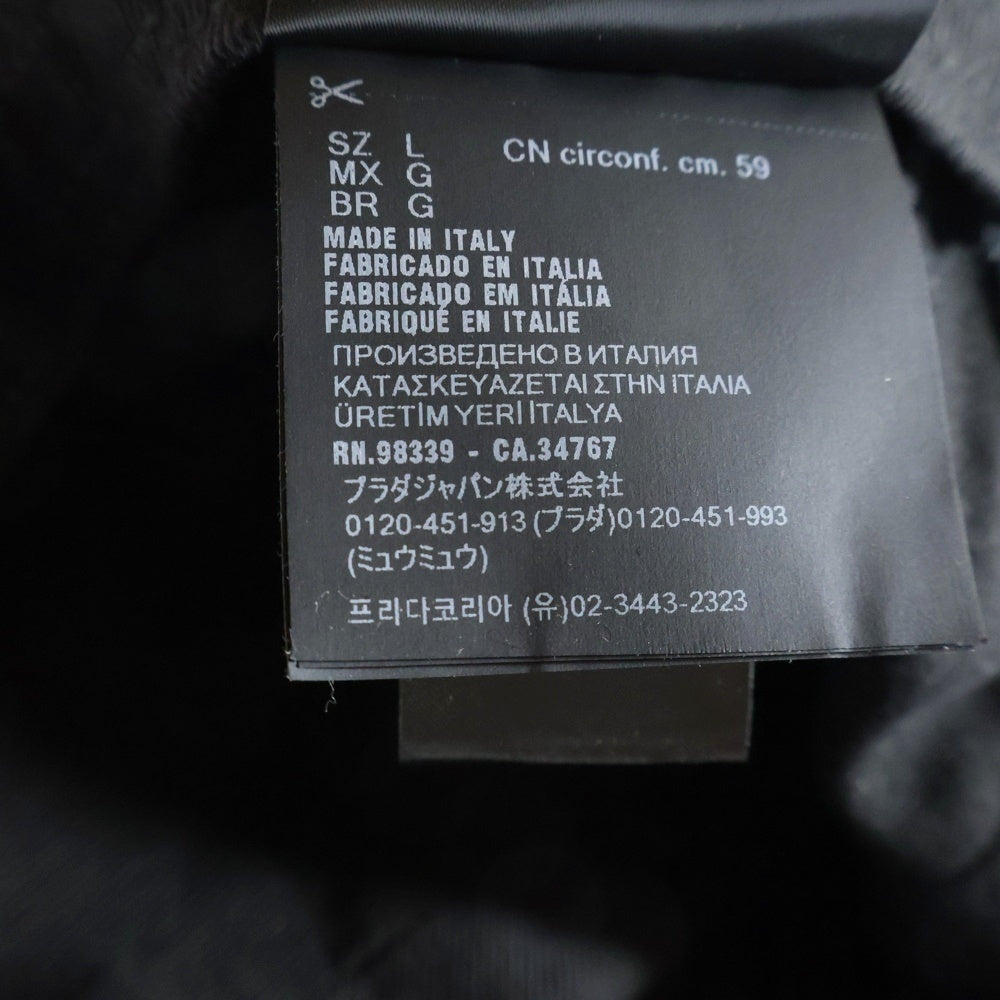 SZ L CN circonf. cm. 59
MX G
BR G
MADE IN ITALY
FABRICADO EN ITALIA
FABRICADO EM ITÁLIA
FABRIQUÉ EN ITALIE
ПРОИЗВЕДЕНО В ИТАЛИЯ
ΚΑΤΑΣΚΕΥΑΖΕΤΑΙ ΣΤΗΝ ΙΤΑΛΙΑ
ÜRETİM YERİ İTALYA
RN.98339 - CA.34767
プラダジャパン株式会社
0120-451-913 (プラダ)0120-451-993
(ミュウミュウ)
프라다코리아 (유)02-3443-2323